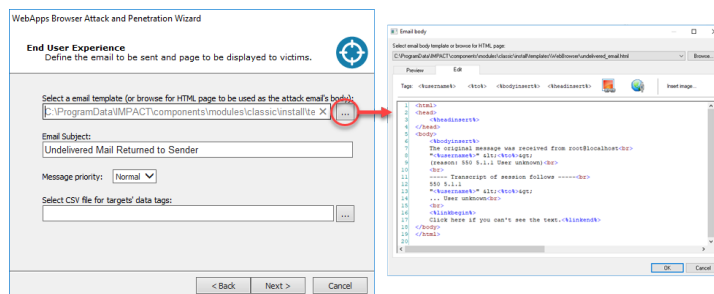 WebApps Browser Attack and Penetration Wizard
End User Experience
Define the email to be sent and page to be displayed to victims.
Select a email template (or browse for HTML page to be used as the attack email's body):
C:\ProgramData\IMPACT\components\modules\classic\install\te ×
...
Email Subject:
Undelivered Mail Returned to Sender
Message priority: Normal
Select CSV file for targets' data tags:
...
< Back Next > Cancel
Email body
Select email body template or browse for HTML page:
C:\ProgramData\IMPACT\components\modules\classic\install\templates\WebBrowser\undelivered_email.html Browse...
Preview Edit
Tags: <%username%> <%to%> <%bodyinsert%> <%headinsert%> Insert image...
1 <html>
2 <head>
3 <%headinsert%>
4 </head>
5 <body>
6 <%bodyinsert%>
7 The original message was received from root@localhost<br>
8 "<%username%>" &lt;<%to%>&gt;
9 (reason: 550 5.1.1 User unknown)<br>
10 <br>
11 ----- Transcript of session follows -----<br>
12 550 5.1.1
13 "<%username%>" &lt;<%to%>&gt;
14 ... User unknown<br>
15 <br>
16 <%linkbegin%>
17 Click here if you can't see the text.<%linkend%>
18 </body>
19 </html>
20
OK Cancel